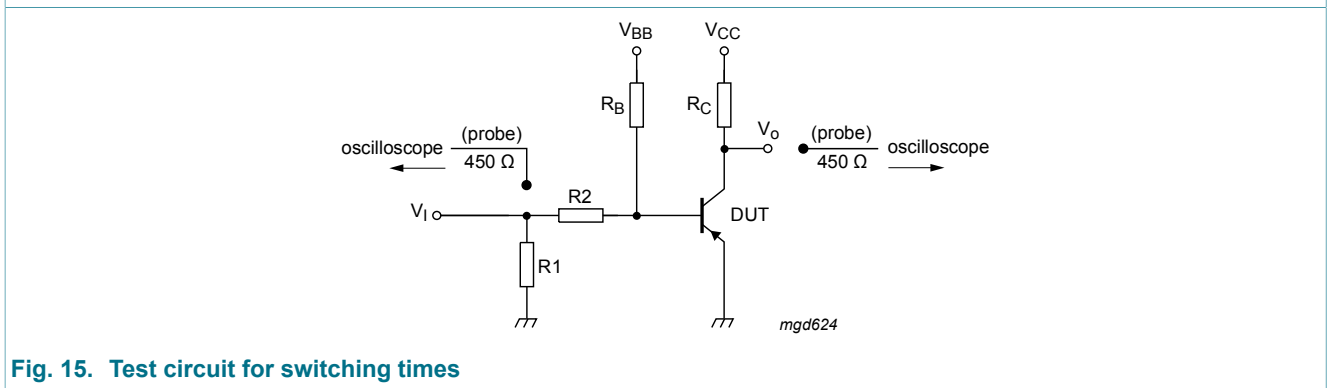 VBB
VCC
RB
RC
Vo
(probe)
450 Ω
oscilloscope
(probe)
450 Ω
oscilloscope
R2
VI
DUT
R1
mgd624
Fig. 15. Test circuit for switching times